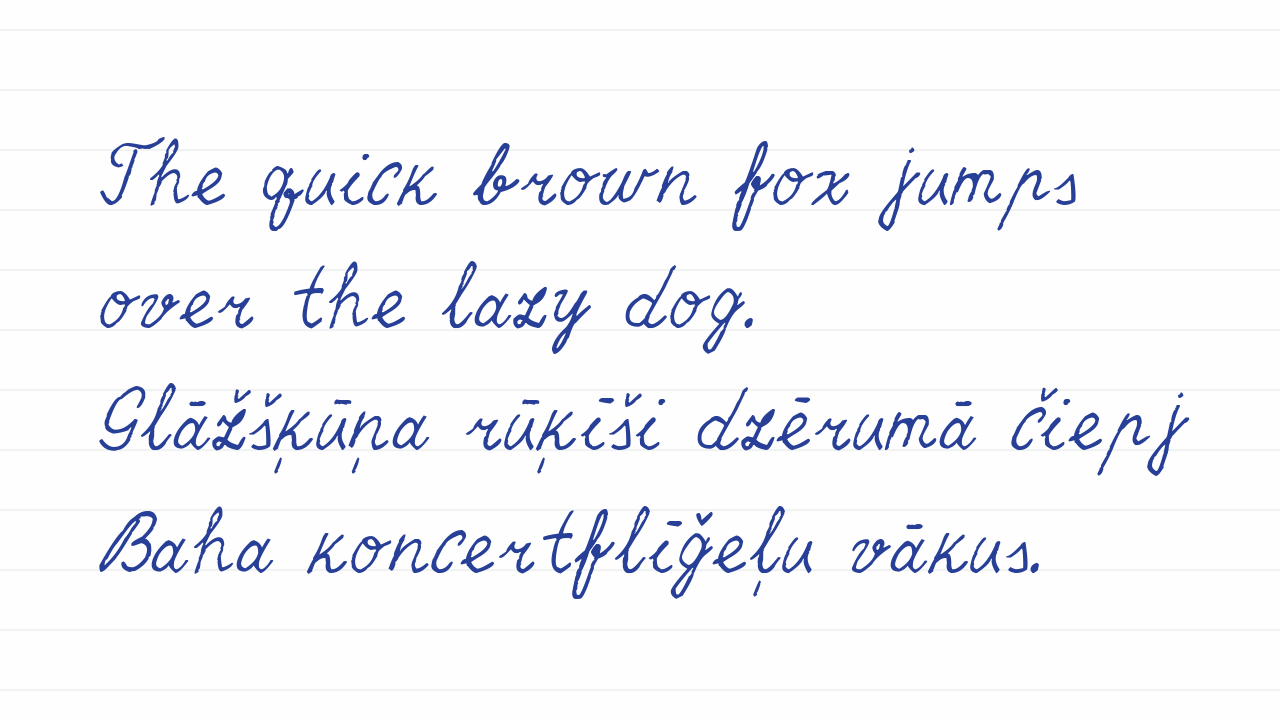 The quick brown fox jumps
over the lazy dog.
Glāžšķūņa rūķīši dzērumā čiepj
Baha koncertflīģeļu vākus.